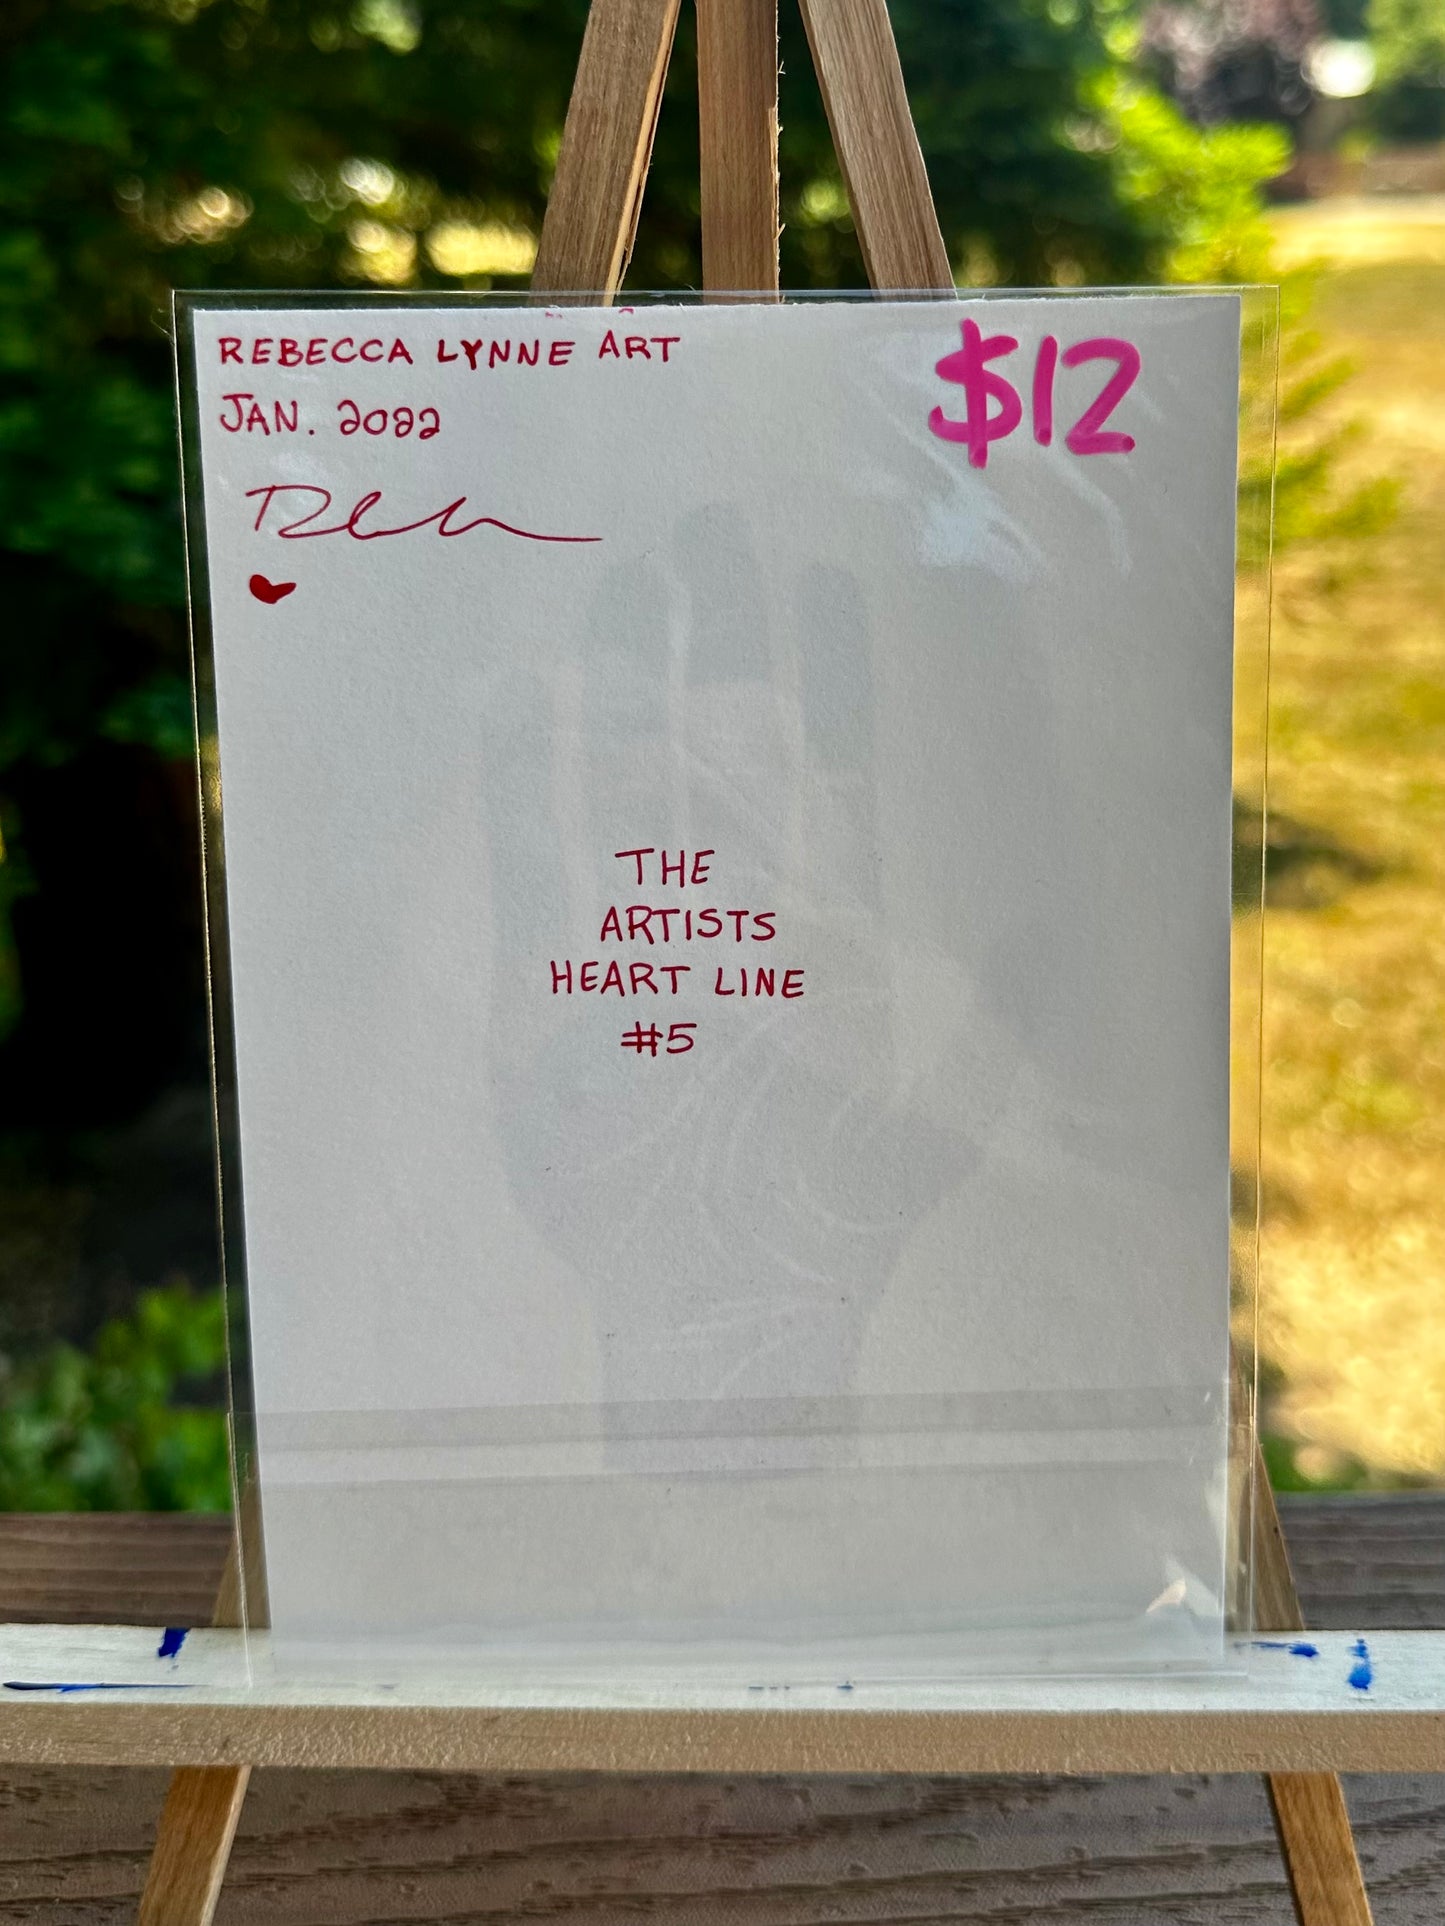 REBECCA LYNNE ART
JAN. 2022
$12
THE
ARTISTS
HEART LINE
#5